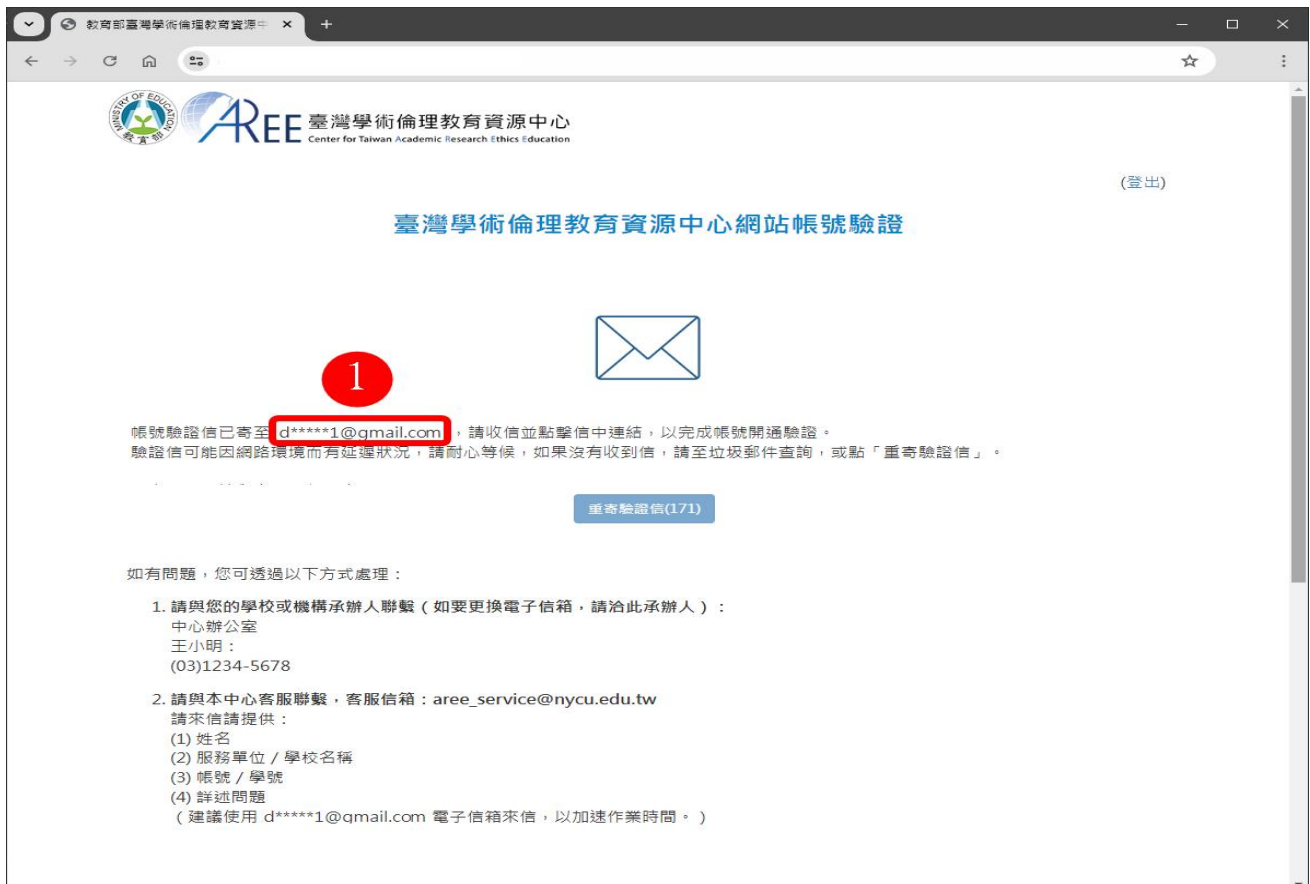 教育部臺灣學術倫理教育資源中
MINISTRY OF EDUCATION
教育部
AREE 臺灣學術倫理教育資源中心
Center for Taiwan Academic Research Ethics Education
(登出)
臺灣學術倫理教育資源中心網站帳號驗證
1
帳號驗證信已寄至 d*****1@gmail.com ,請收信並點擊信中連結,以完成帳號開通驗證。
驗證信可能因網路環境而有延遲狀況,請耐心等候,如果沒有收到信,請至垃圾郵件查詢,或點「重寄驗證信」。
重寄驗證信(171)
如有問題,您可透過以下方式處理:
1. 請與您的學校或機構承辦人聯繫(如要更換電子信箱,請洽此承辦人):
中心辦公室
王小明:
(03)1234-5678
2. 請與本中心客服聯繫,客服信箱:aree_service@nycu.edu.tw
請來信請提供:
(1) 姓名
(2) 服務單位 / 學校名稱
(3) 帳號 / 學號
(4) 詳述問題
(建議使用 d*****1@gmail.com 電子信箱來信,以加速作業時間。)